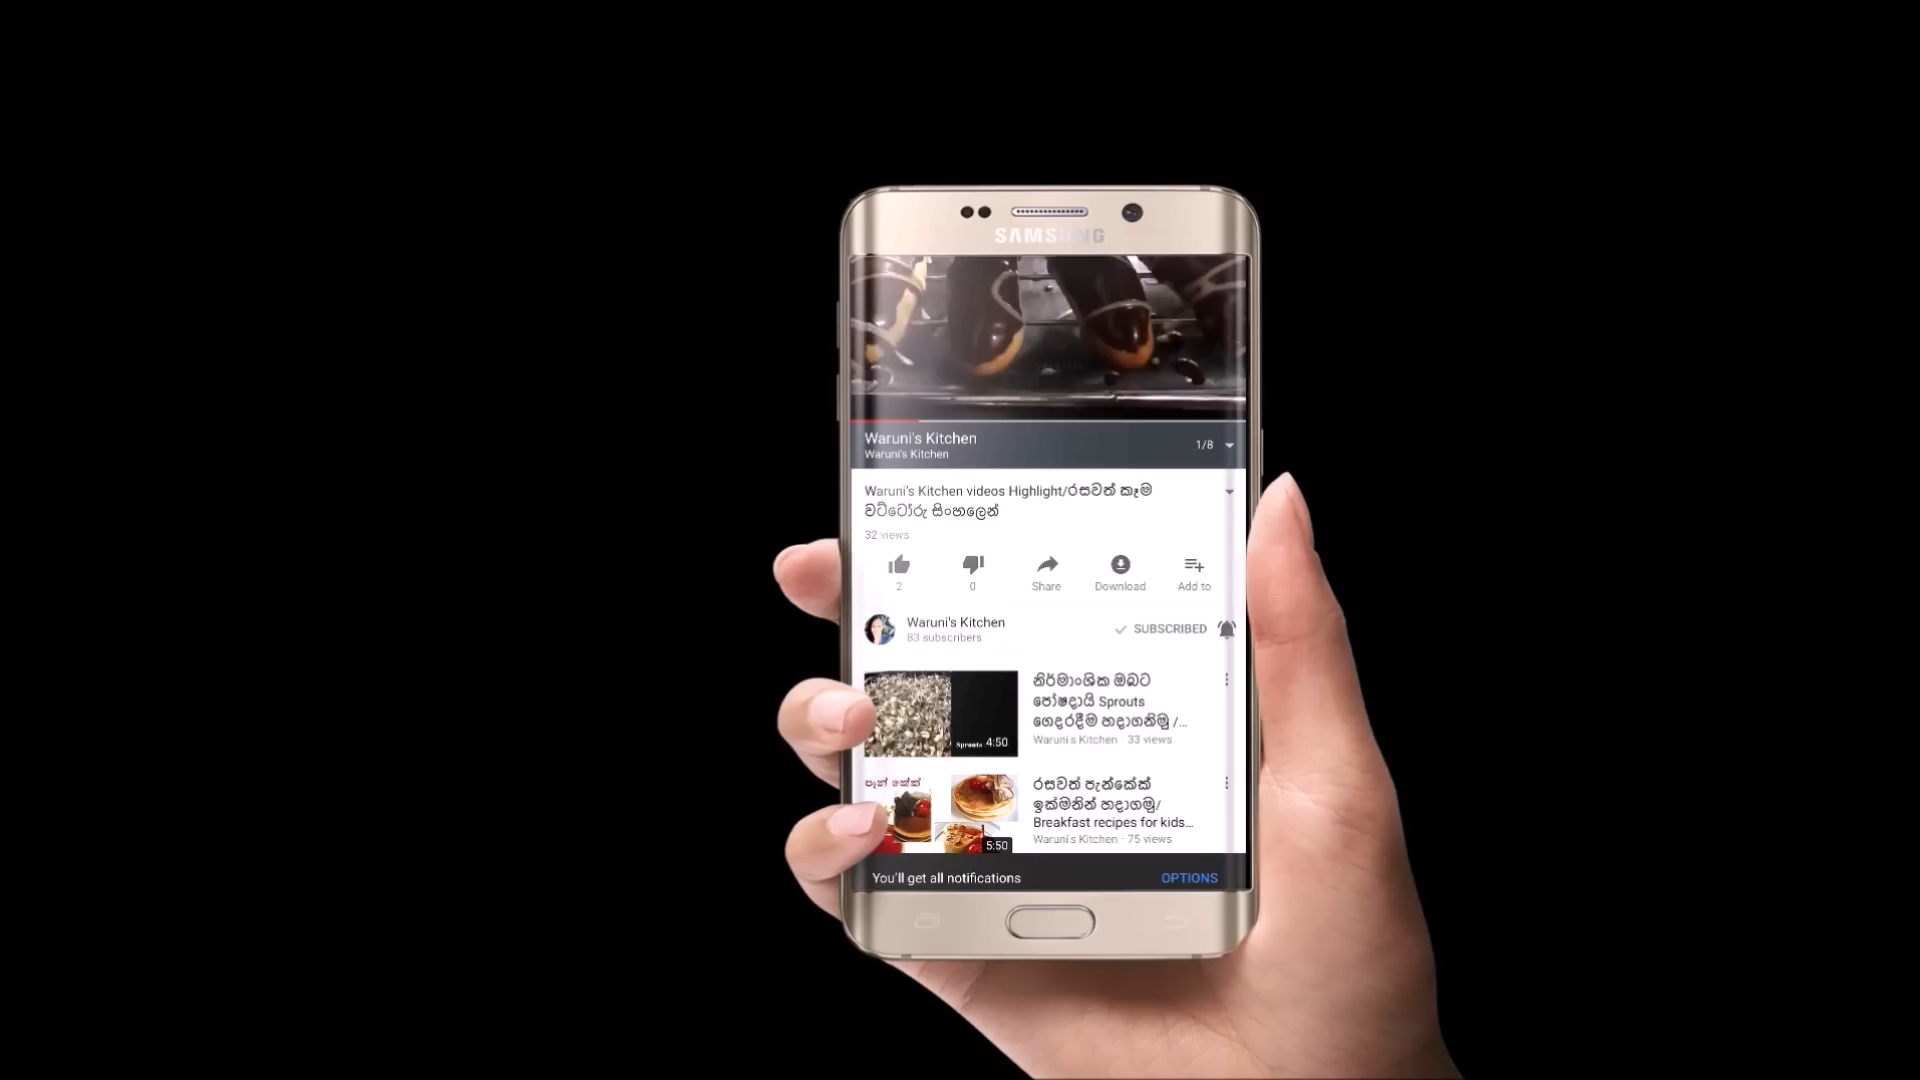 SAMSUNG
Waruni's Kitchen
Waruni's Kitchen
1/8
Waruni's Kitchen videos Highlight/රසවත් කෑම
වට්ටෝරු සිංහලෙන්
32 views
2
0
Share
Download
Add to
Waruni's Kitchen
83 subscribers
SUBSCRIBED
Sprouts 4:50
නිර්මාංශික ඔබට
පෝෂදායි Sprouts
ගෙදරදීම හදාගනිමු /...
Waruni's Kitchen · 33 views
පෑන් කේක්
5:50
රසවත් පැන්කේක්
ඉක්මනින් හදාගමු/
Breakfast recipes for kids...
Waruni's Kitchen · 75 views
You'll get all notifications
OPTIONS